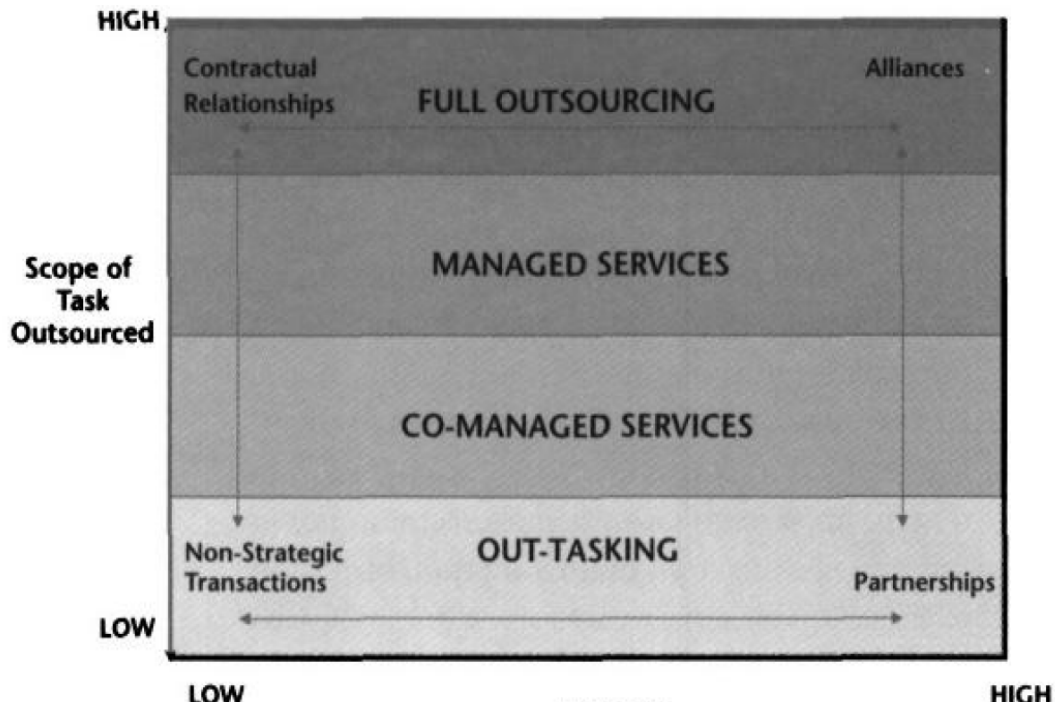 HIGH
Contractual
Relationships
Alliances
FULL OUTSOURCING
MANAGED SERVICES
Scope of
Task
Outsourced
CO-MANAGED SERVICES
Non-Strategic
Transactions
OUT-TASKING
Partnerships
LOW
LOW
HIGH